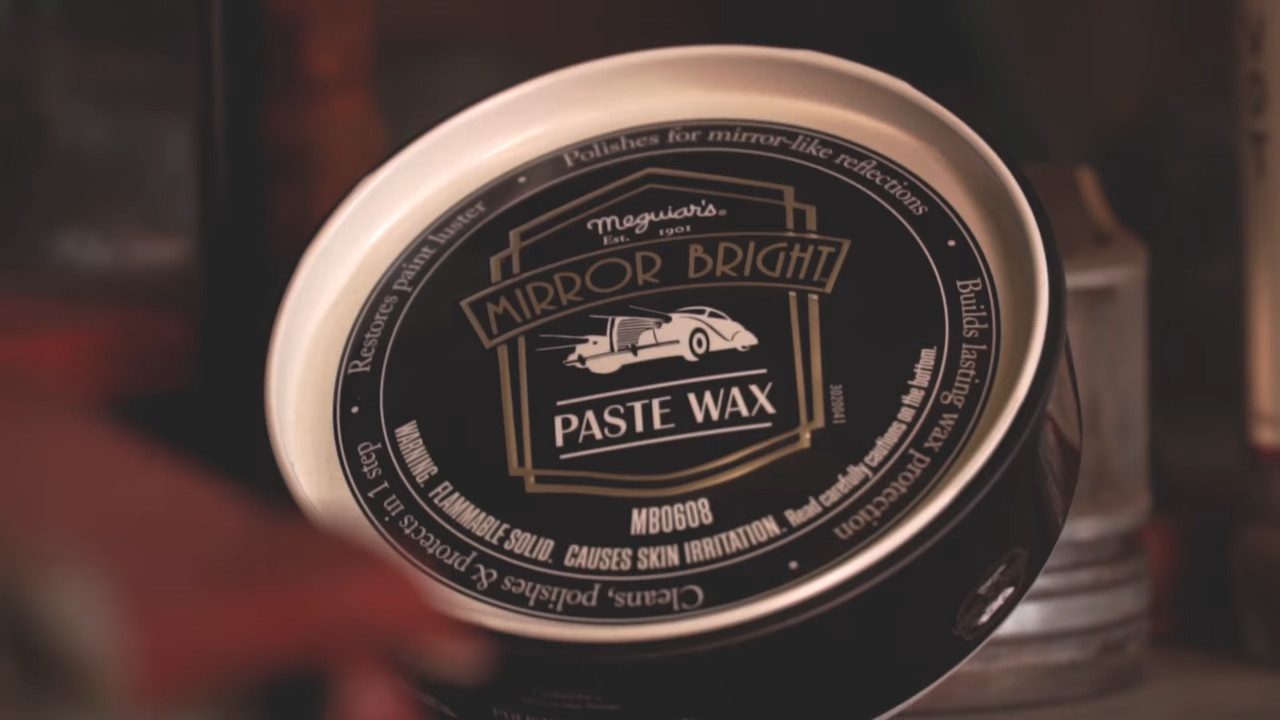 Polishes for mirror-like reflections
Builds lasting wax protection
Cleans, polishes & protects in 1 step
Restores paint luster
Meguiar's®
Est. 1901
MIRROR BRIGHT
PASTE WAX
MB0608
WARNING. FLAMMABLE SOLID. CAUSES SKIN IRRITATION. Read carefully cautions on the bottom.